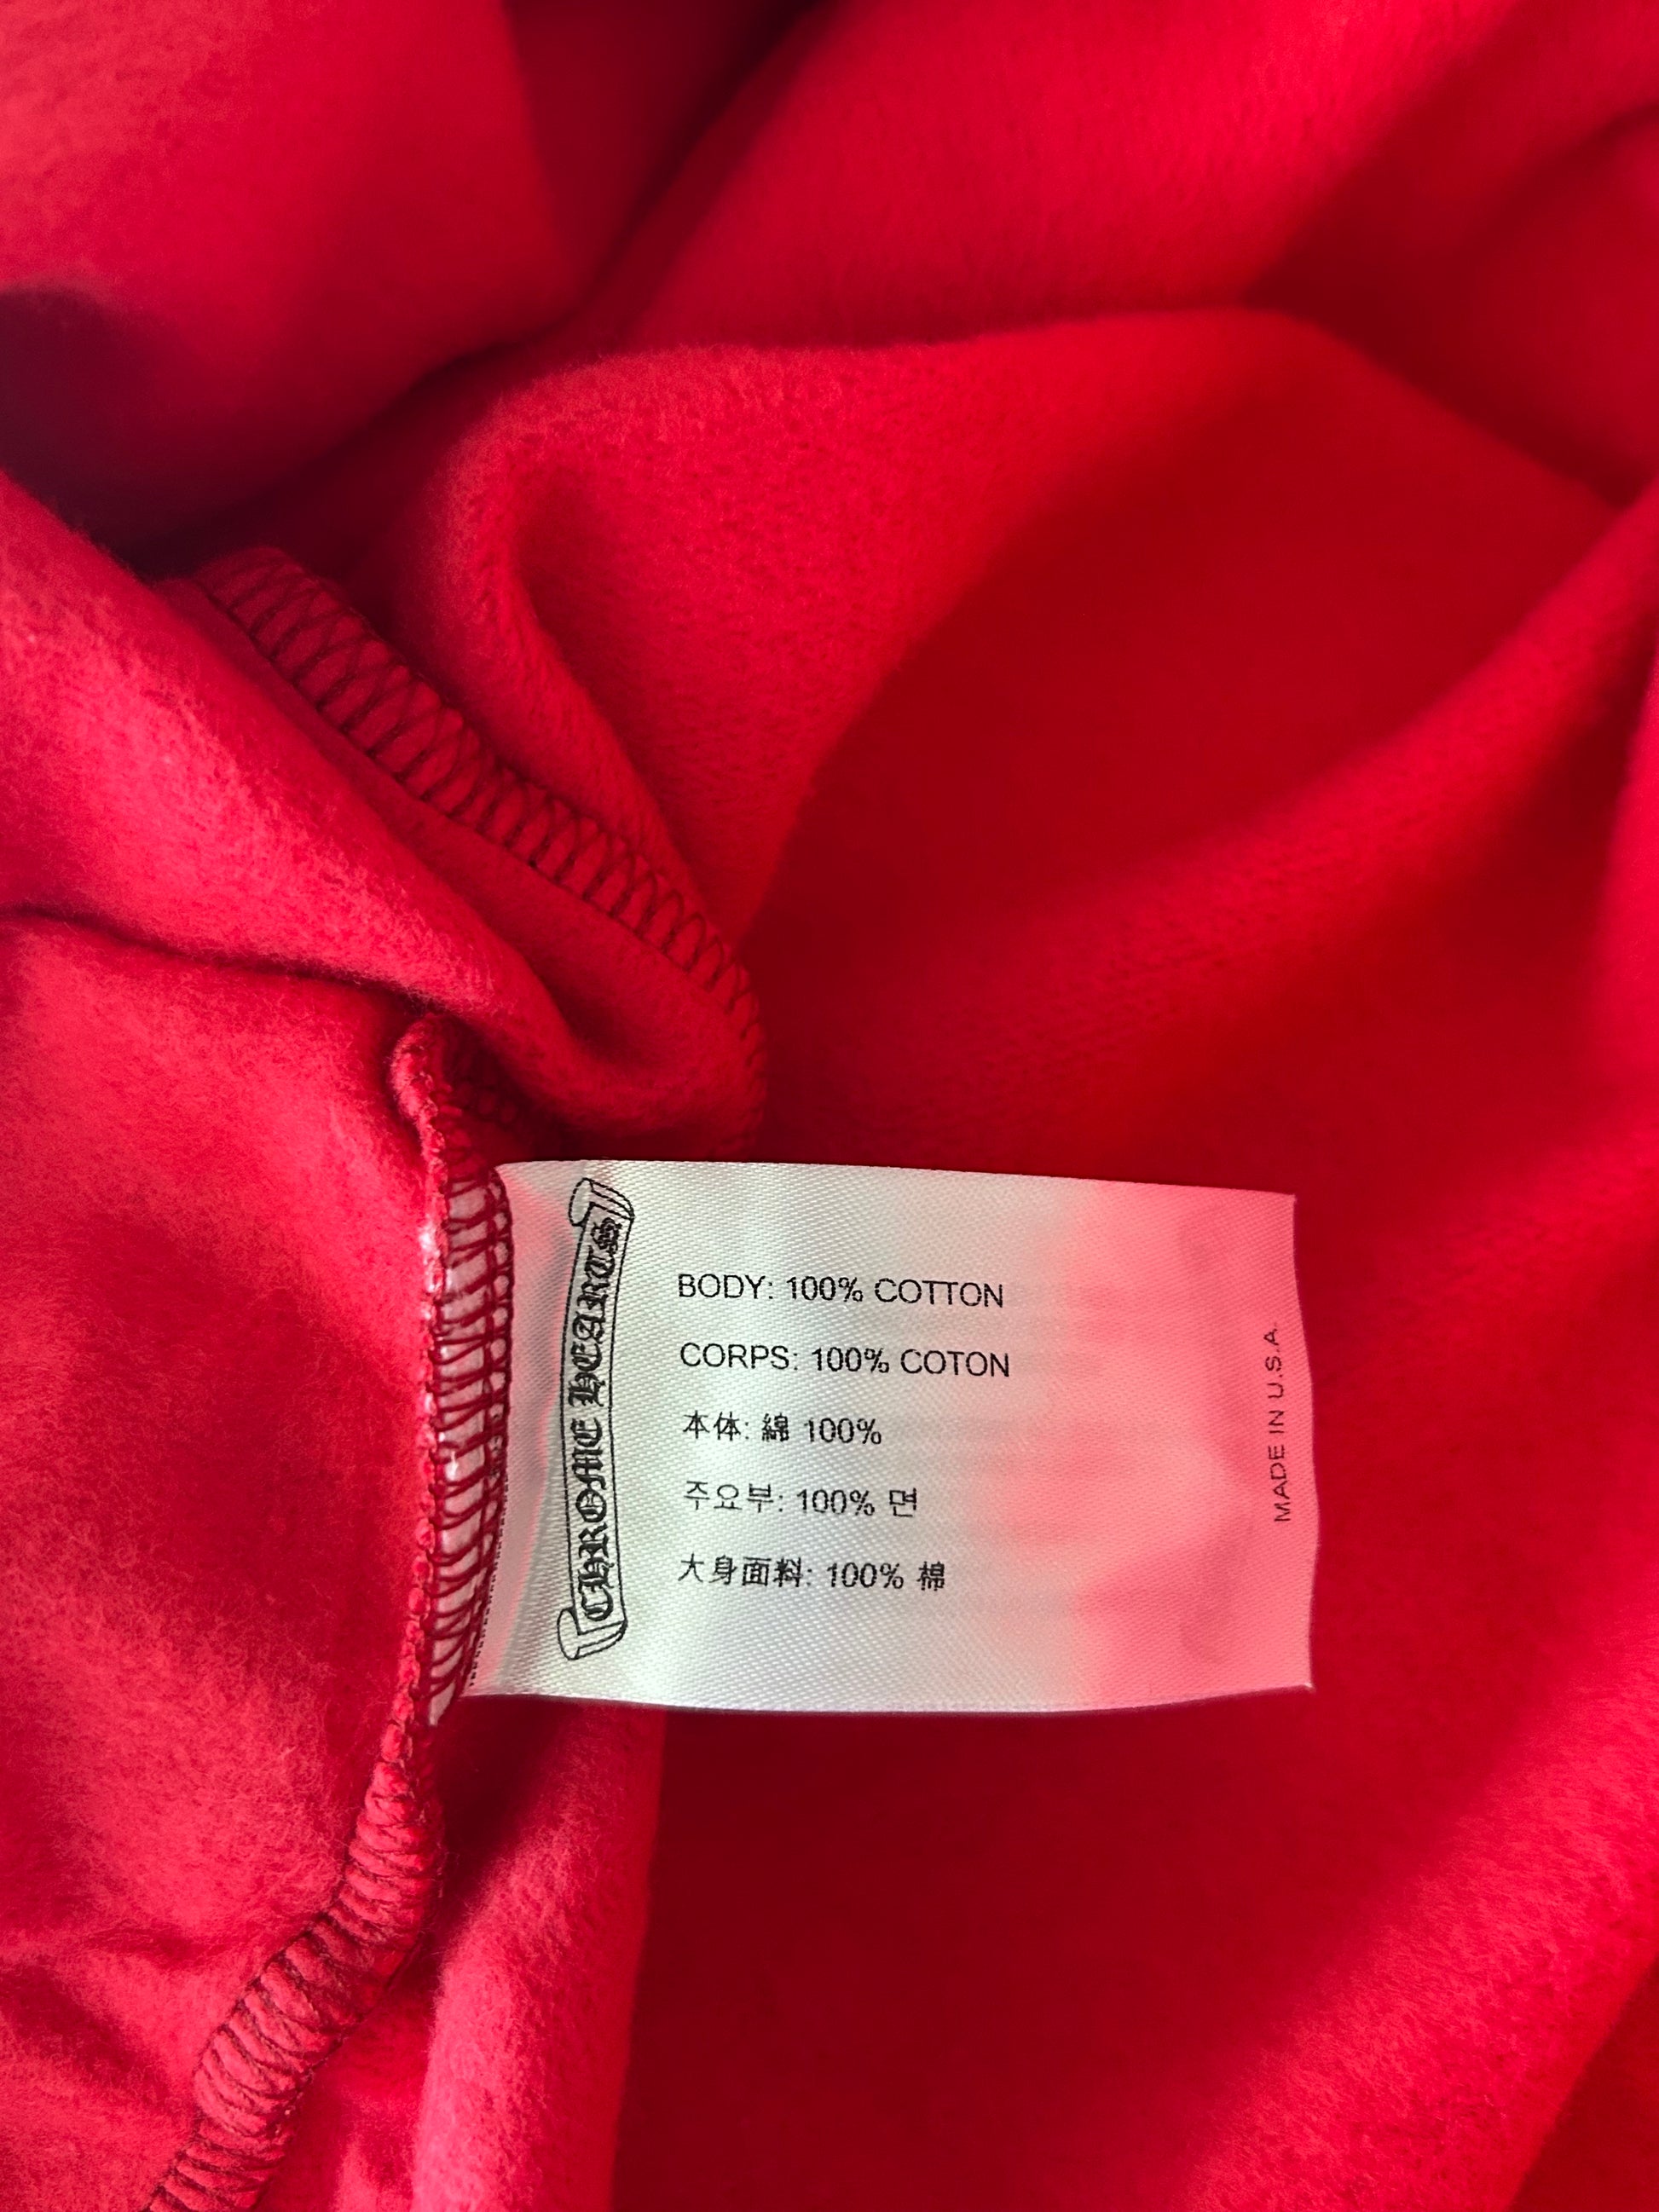 CHROME HEARTS
BODY: 100% COTTON
CORPS: 100% COTON
本体: 綿 100%
주요부: 100% 면
大身面料: 100% 棉
MADE IN U.S.A.